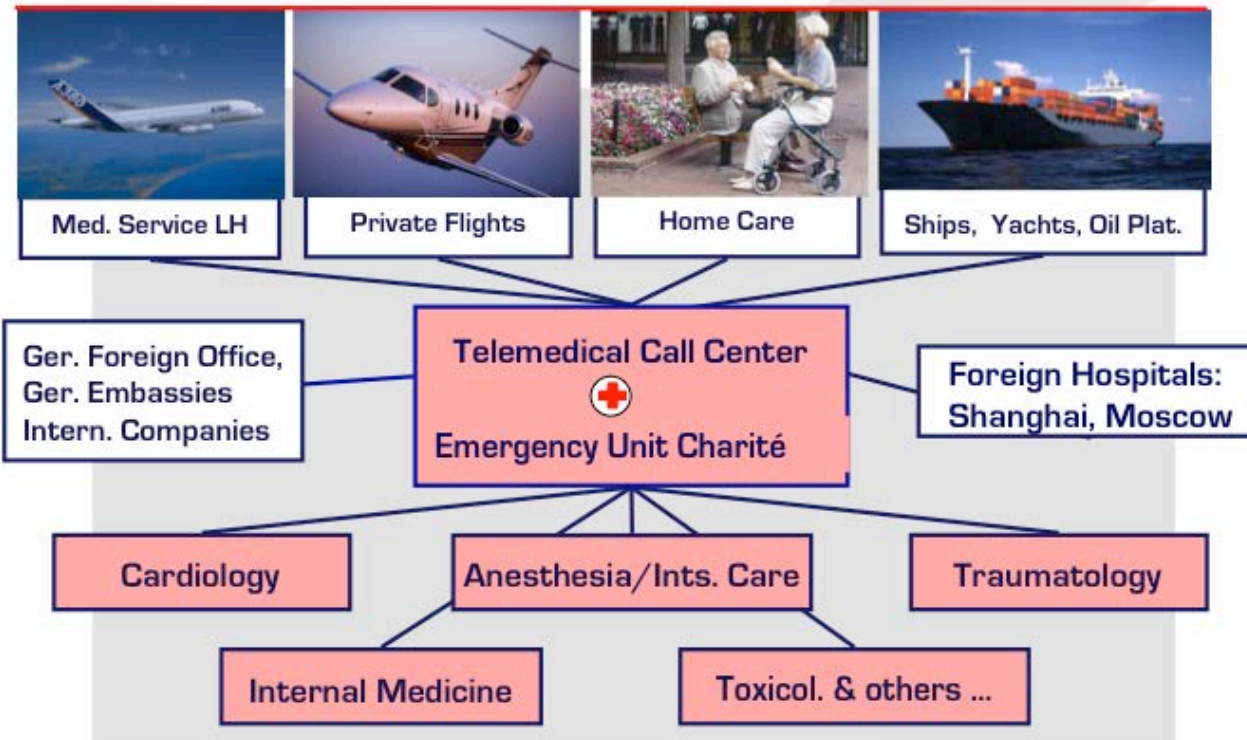 A380
Med. Service LH
Private Flights
Home Care
Ships, Yachts, Oil Plat.
Ger. Foreign Office,
Ger. Embassies
Intern. Companies
Telemedical Call Center
Emergency Unit Charité
Foreign Hospitals:
Shanghai, Moscow
Cardiology
Anesthesia/Ints. Care
Traumatology
Internal Medicine
Toxicol. & others ...